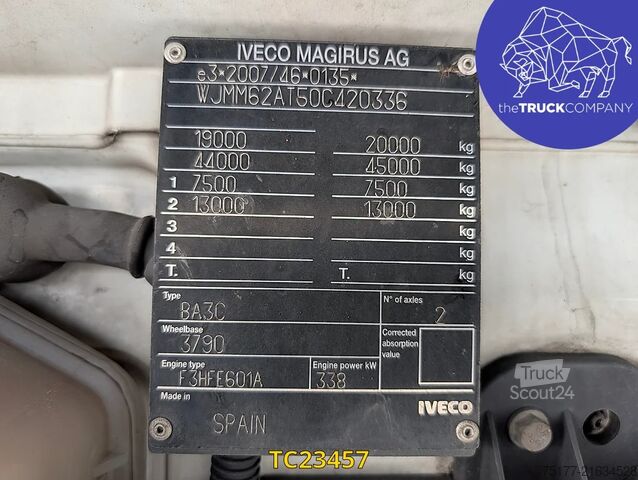 IVECO MAGIRUS AG
e3*2007/46*0135*
WJMM62AT50C420336
theTRUCKCOMPANY
19000 20000 kg
44000 45000 kg
1 7500 7500 kg
2 13000 13000 kg
3 kg
4 kg
T. T. kg
Type
BA3C
N° of axles
2
Wheelbase
3790
Corrected
absorption
value
Engine type
F3HFE601A
Engine power kW
338
Made in
SPAIN
IVECO
Truck
Scout24
TC23457